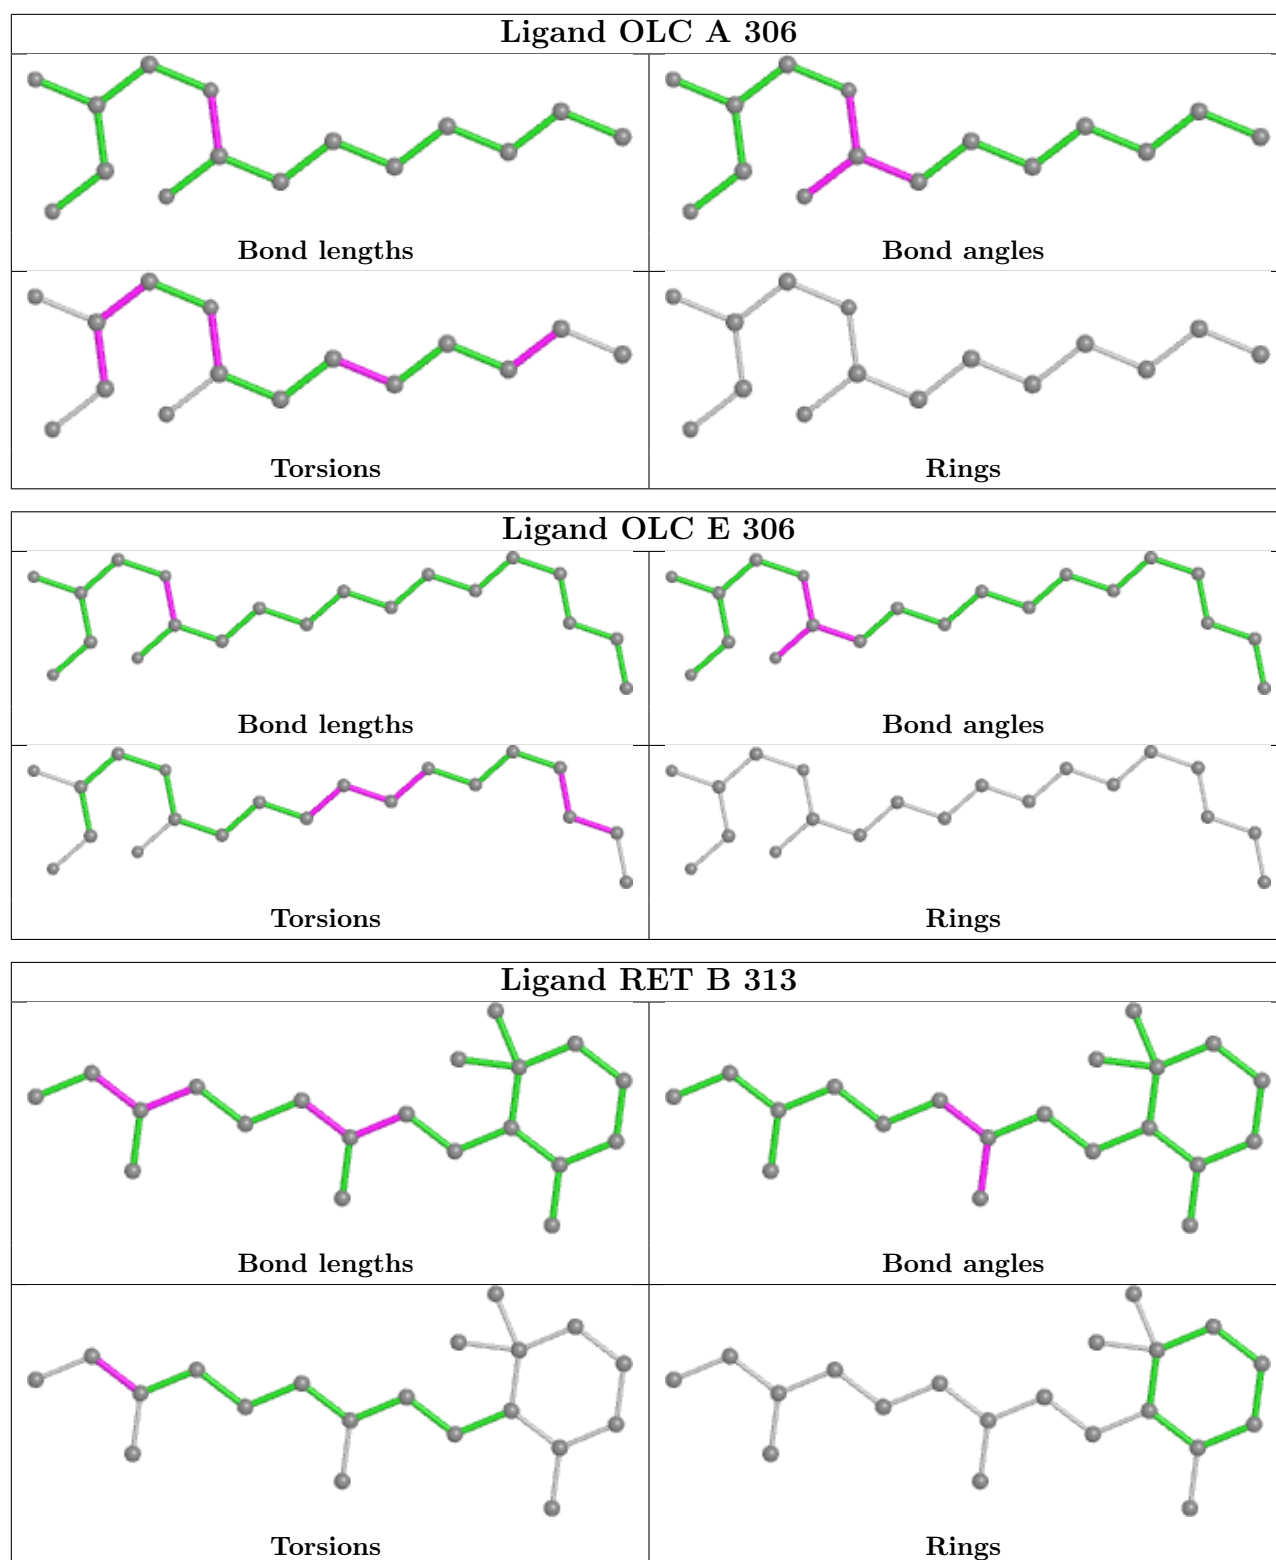 Ligand OLC A 306
Bond lengths
Bond angles
Torsions
Rings
Ligand OLC E 306
Bond lengths
Bond angles
Torsions
Rings
Ligand RET B 313
Bond lengths
Bond angles
Torsions
Rings